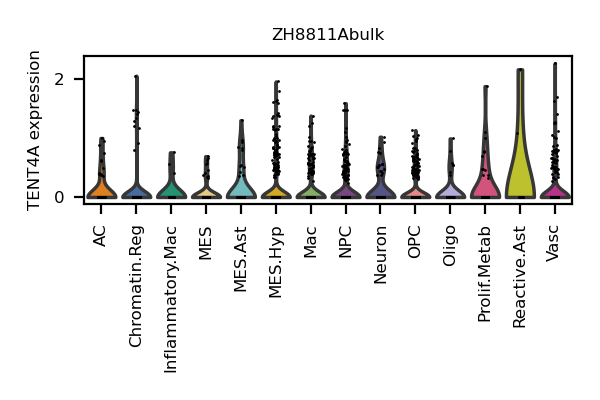 ZH8811Abulk
TENT4A expression
2
0
AC
Chromatin.Reg
Inflammatory.Mac
MES
MES.Ast
MES.Hyp
Mac
NPC
Neuron
OPC
Oligo
Prolif.Metab
Reactive.Ast
Vasc